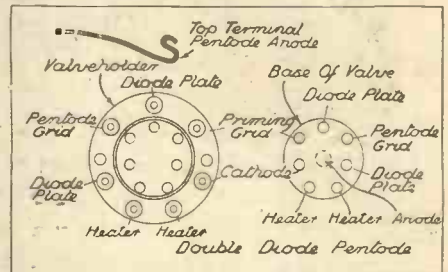 Top Terminal
Pentode Anode
Valveholder
Diode Plate
Pentode
Grid
Priming
Grid
Cathode
Diode
Plate
Heater
Heater
Base Of Valve
Diode Plate
Pentode
Grid
Diode
Plate
Anode
Heater
Heater
Double Diode Pentode